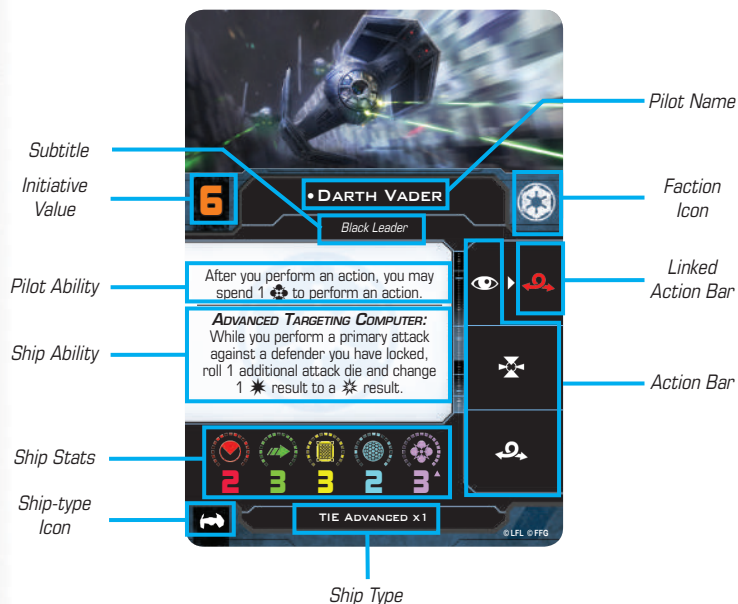 Pilot Name
Subtitle
Initiative
Value
6
• DARTH VADER
Faction
Icon
Black Leader
Pilot Ability
After you perform an action, you may
spend 1 to perform an action.
Linked
Action Bar
Ship Ability
ADVANCED TARGETING COMPUTER:
While you perform a primary attack
against a defender you have locked,
roll 1 additional attack die and change
1 result to a result.
Action Bar
Ship Stats
2 3 3 2 3
Ship-type
Icon
TIE ADVANCED X1
© LFL © FFG
Ship Type